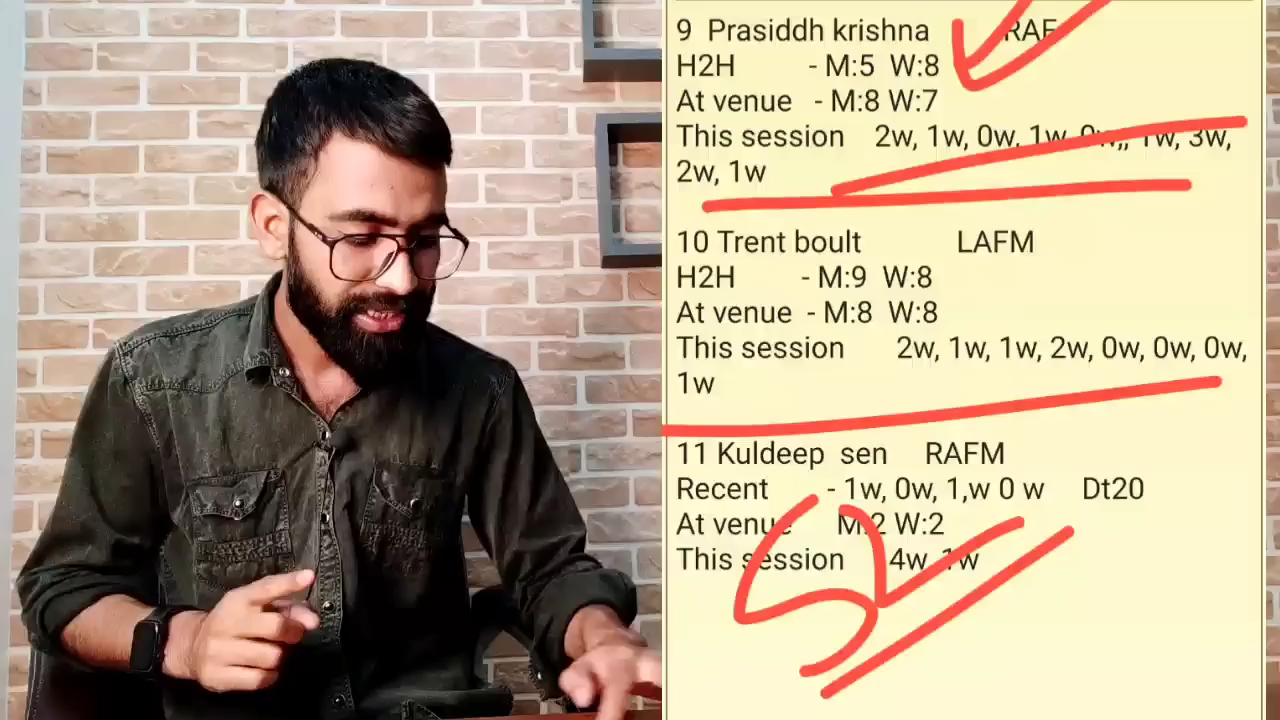 9 Prasiddh krishna RAF
H2H - M:5 W:8
At venue - M:8 W:7
This session 2w, 1w, 0w, 1w, 0w,, 1w, 3w,
2w, 1w
10 Trent boult LAFM
H2H - M:9 W:8
At venue - M:8 W:8
This session 2w, 1w, 1w, 2w, 0w, 0w, 0w,
1w
11 Kuldeep sen RAFM
Recent - 1w, 0w, 1,w 0 w Dt20
At venue M:2 W:2
This session 4w, 1w